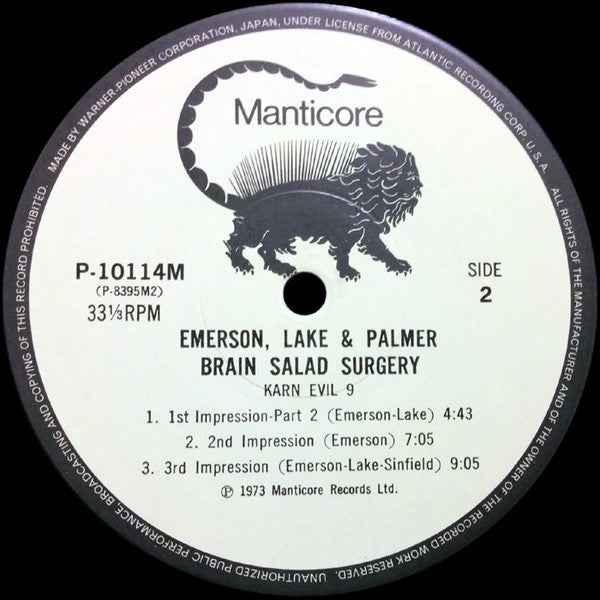 MADE BY WARNER-PIONEER CORPORATION, JAPAN, UNDER LICENSE FROM ATLANTIC RECORDING CORP. U.S.A. ALL RIGHTS OF THE MANUFACTURER AND OF THE OWNER OF THE RECORDED WORK RESERVED. UNAUTHORIZED PUBLIC PERFORMANCE, BROADCASTING AND COPYING OF THIS RECORD PROHIBITED.
Manticore
P-10114M
(P-8395M2)
33⅓RPM
SIDE
2
EMERSON, LAKE & PALMER
BRAIN SALAD SURGERY
KARN EVIL 9
1. 1st Impression-Part 2 (Emerson-Lake) 4:43
2. 2nd Impression (Emerson) 7:05
3. 3rd Impression (Emerson-Lake-Sinfield) 9:05
Ⓟ 1973 Manticore Records Ltd.